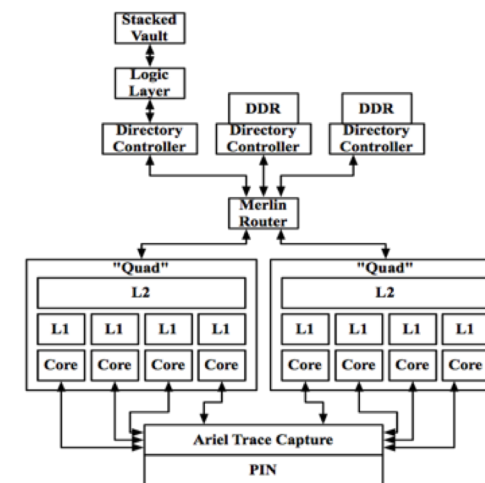 Stacked
Vault
Logic
Layer
DDR
DDR
Directory
Controller
Directory
Controller
Directory
Controller
Merlin
Router
"Quad"
"Quad"
L2
L2
L1 L1 L1 L1
L1 L1 L1 L1
Core Core Core Core
Core Core Core Core
Ariel Trace Capture
PIN